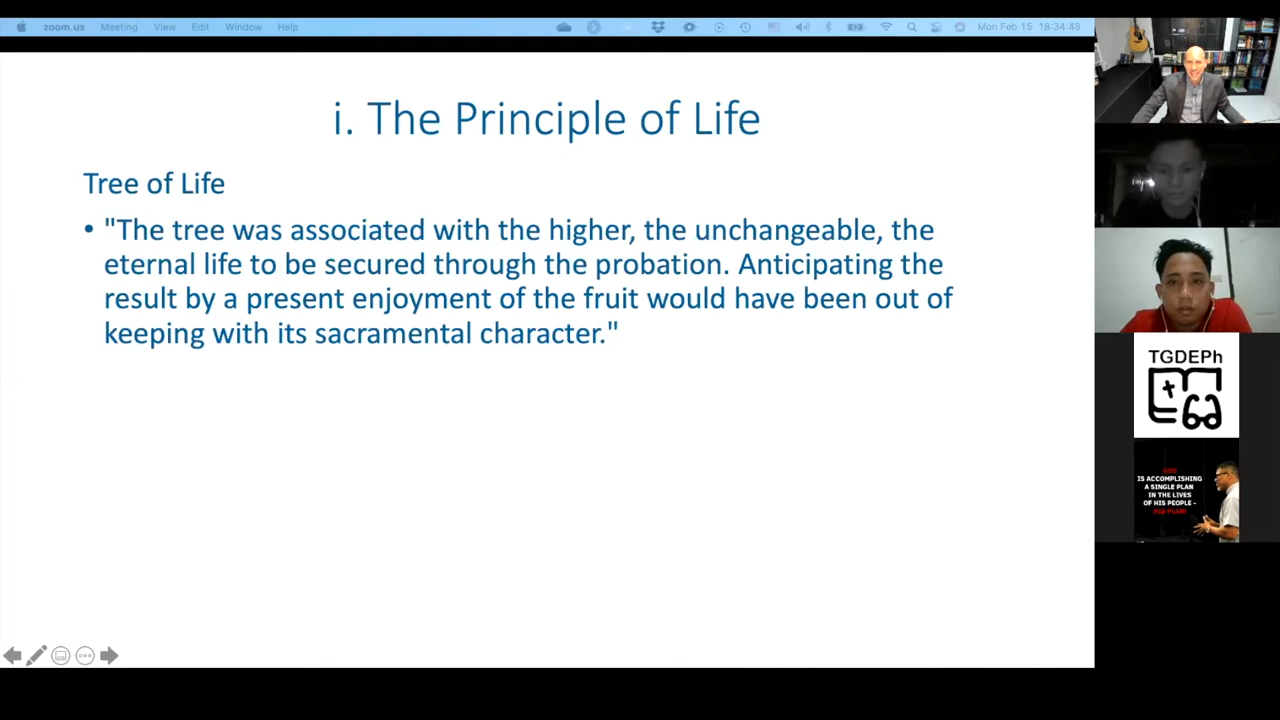 zoom.us Meeting View Edit Window Help Mon Feb 15 18:34:48
i. The Principle of Life
Tree of Life
• "The tree was associated with the higher, the unchangeable, the
eternal life to be secured through the probation. Anticipating the
result by a present enjoyment of the fruit would have been out of
keeping with its sacramental character."
TGDEPh
GOD
IS ACCOMPLISHING
A SINGLE PLAN
IN THE LIVES
OF HIS PEOPLE -
HIS PLAN!